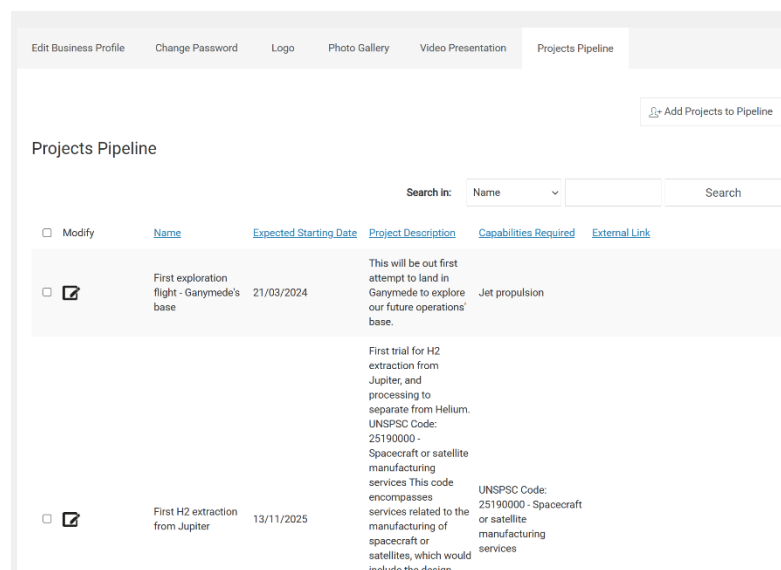 Edit Business Profile Change Password Logo Photo Gallery Video Presentation Projects Pipeline
Add Projects to Pipeline
Projects Pipeline
Search in: Name Search
Modify Name Expected Starting Date Project Description Capabilities Required External Link
First exploration
flight - Ganymede's
base
21/03/2024
This will be out first
attempt to land in
Ganymede to explore
our future operations'
base.
Jet propulsion
First H2 extraction
from Jupiter
13/11/2025
First trial for H2
extraction from
Jupiter, and
processing to
separate from Helium.
UNSPSC Code:
25190000 -
Spacecraft or satellite
manufacturing
services This code
encompasses
services related to the
manufacturing of
spacecraft or
satellites, which would
include the design
UNSPSC Code:
25190000 - Spacecraft
or satellite
manufacturing
services